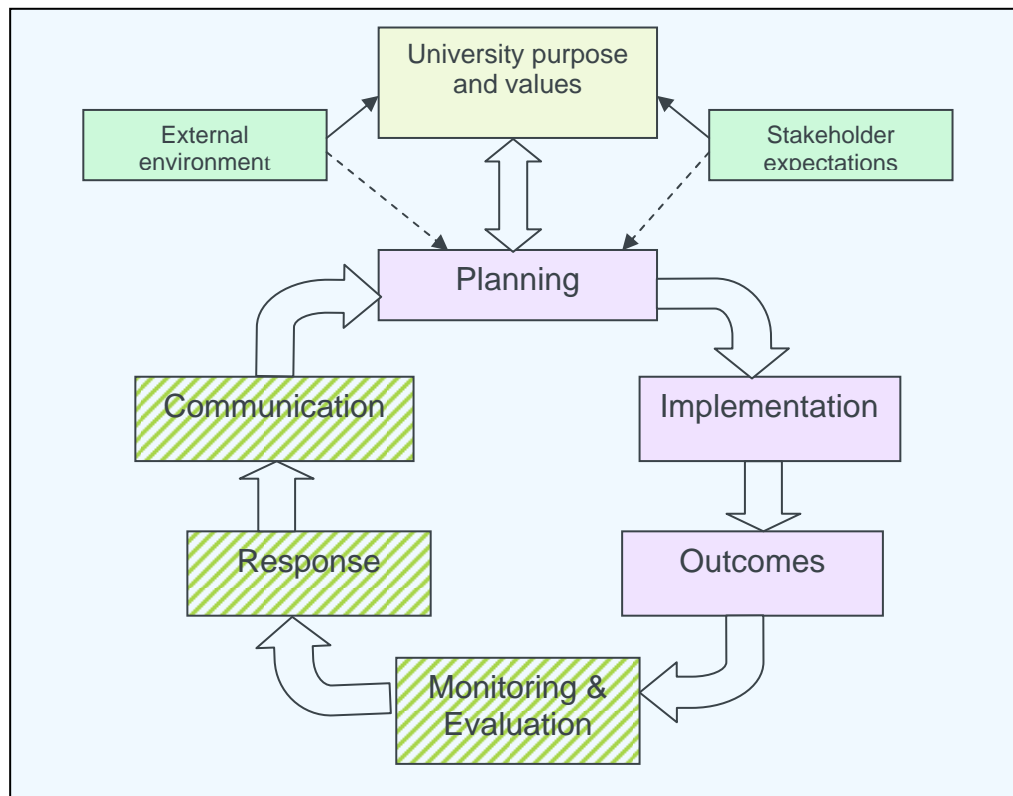 University purpose
and values
External
environment
Stakeholder
expectations
Planning
Communication
Implementation
Response
Outcomes
Monitoring &
Evaluation